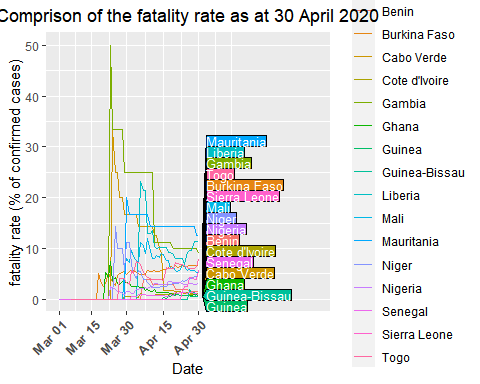 Comprison of the fatality rate as at 30 April 2020
fatality rate (% of confirmed cases)
50
40
30
20
10
0
Mar 01
Mar 15
Mar 30
Apr 15
Apr 30
Date
Mauritania
Liberia
Gambia
Togo
Burkina Faso
Sierra Leone
Mali
Niger
Nigeria
Benin
Cote d'Ivoire
Senegal
Cabo Verde
Ghana
Guinea-Bissau
Guinea
Benin
Burkina Faso
Cabo Verde
Cote d'Ivoire
Gambia
Ghana
Guinea
Guinea-Bissau
Liberia
Mali
Mauritania
Niger
Nigeria
Senegal
Sierra Leone
Togo